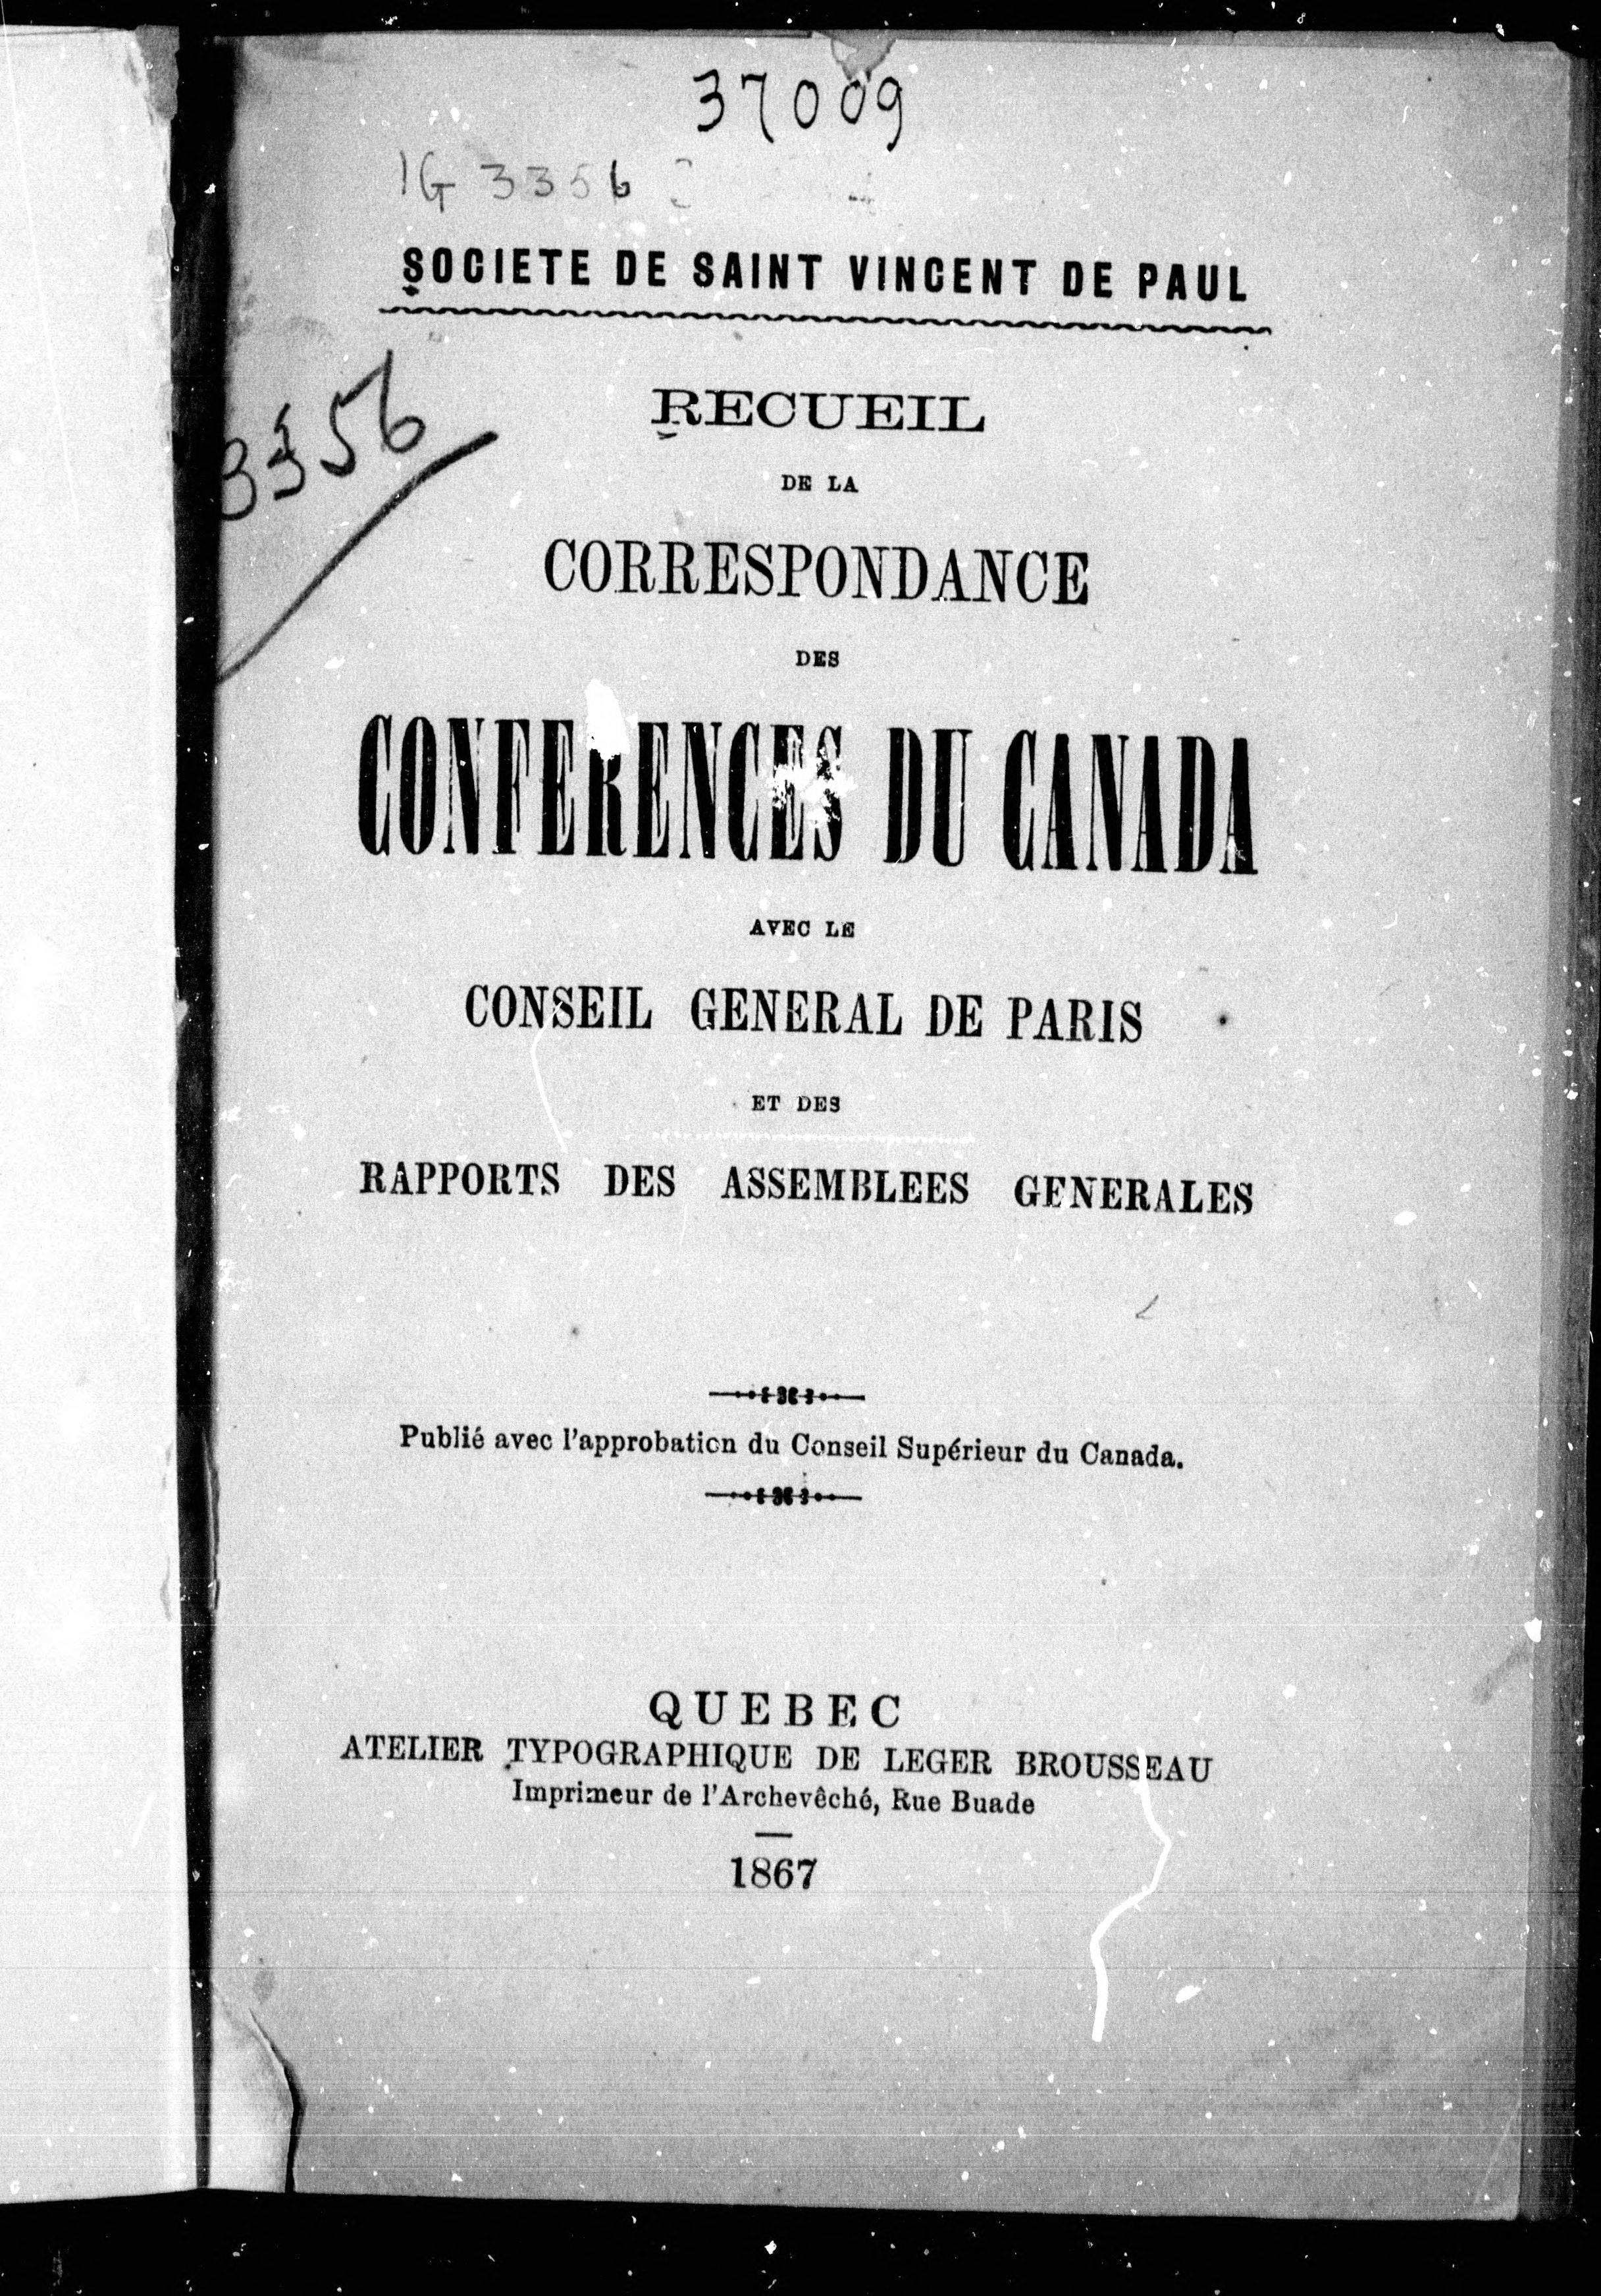 37009
IG 3356
SOCIETE DE SAINT VINCENT DE PAUL
3356
RECUEIL
DE LA
CORRESPONDANCE
DES
CONFERENCES DU CANADA
AVEC LE
CONSEIL GENERAL DE PARIS
ET DES
RAPPORTS DES ASSEMBLEES GENERALES
Publié avec l'approbation du Conseil Supérieur du Canada.
QUEBEC
ATELIER TYPOGRAPHIQUE DE LEGER BROUSSEAU
Imprimeur de l'Archevêché, Rue Buade
1867